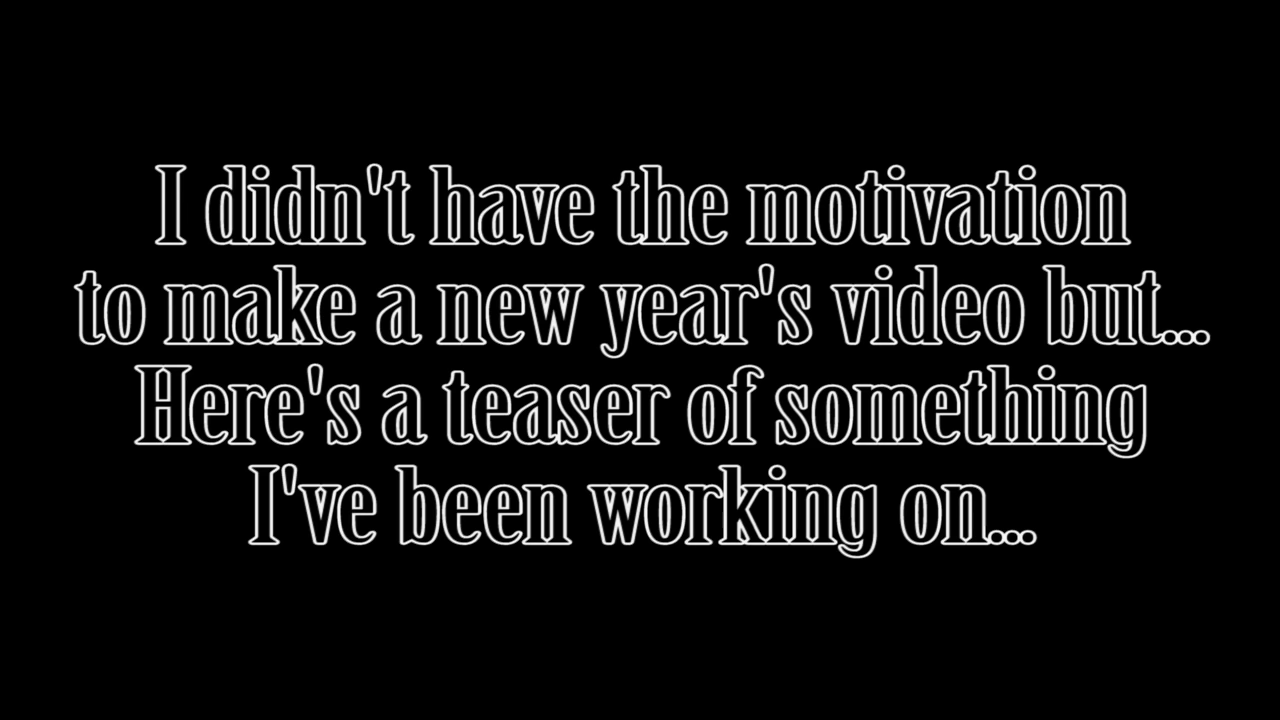 I didn't have the motivation
to make a new year's video but...
Here's a teaser of something
I've been working on...